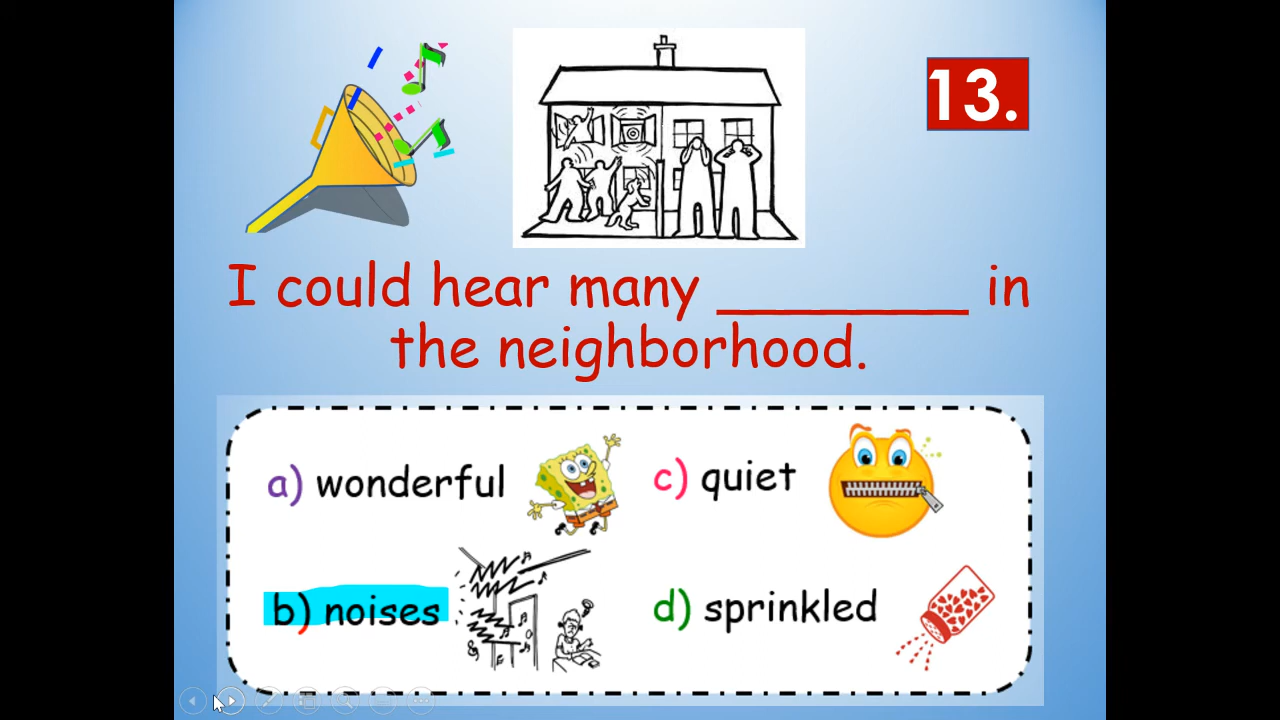 13.
I could hear many ________ in
the neighborhood.
a) wonderful
c) quiet
b) noises
d) sprinkled